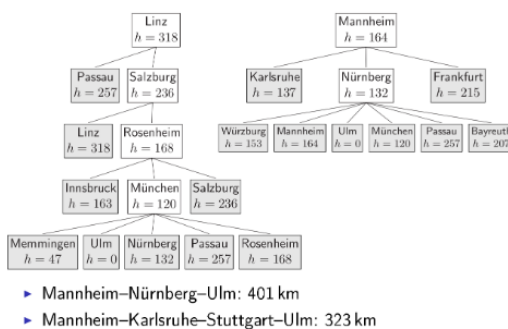 Linz
h = 318
Mannheim
h = 164
Passau
h = 257
Salzburg
h = 236
Karlsruhe
h = 137
Nürnberg
h = 132
Frankfurt
h = 215
Linz
h = 318
Rosenheim
h = 168
Würzburg
h = 153
Mannheim
h = 164
Ulm
h = 0
München
h = 120
Passau
h = 257
Bayreuth
h = 207
Innsbruck
h = 163
München
h = 120
Salzburg
h = 236
Memmingen
h = 47
Ulm
h = 0
Nürnberg
h = 132
Passau
h = 257
Rosenheim
h = 168
▸ Mannheim–Nürnberg–Ulm: 401 km
▸ Mannheim–Karlsruhe–Stuttgart–Ulm: 323 km